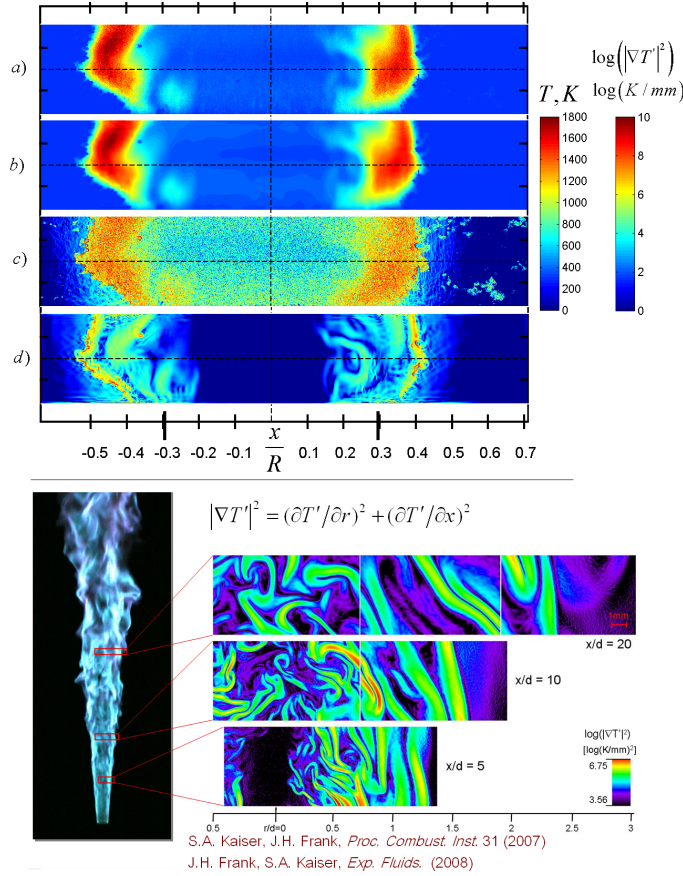 a)
b)
c)
d)
T, K
1800
1600
1400
1200
1000
800
600
400
200
0
log(|∇T'|²)
log(K/mm)
10
8
6
4
2
0
-0.5 -0.4 -0.3 -0.2 -0.1 x/R 0.1 0.2 0.3 0.4 0.5 0.6 0.7
|∇T'|² = (∂T'/∂r)² + (∂T'/∂x)²
1mm
x/d = 20
x/d = 10
x/d = 5
log(|∇T'|²)
[log(K/mm)²]
6.75
3.56
0.5 r/d=0 0.5 1 1.5 2 2.5 3
S.A. Kaiser, J.H. Frank, Proc. Combust. Inst. 31 (2007)
J.H. Frank, S.A. Kaiser, Exp. Fluids. (2008)